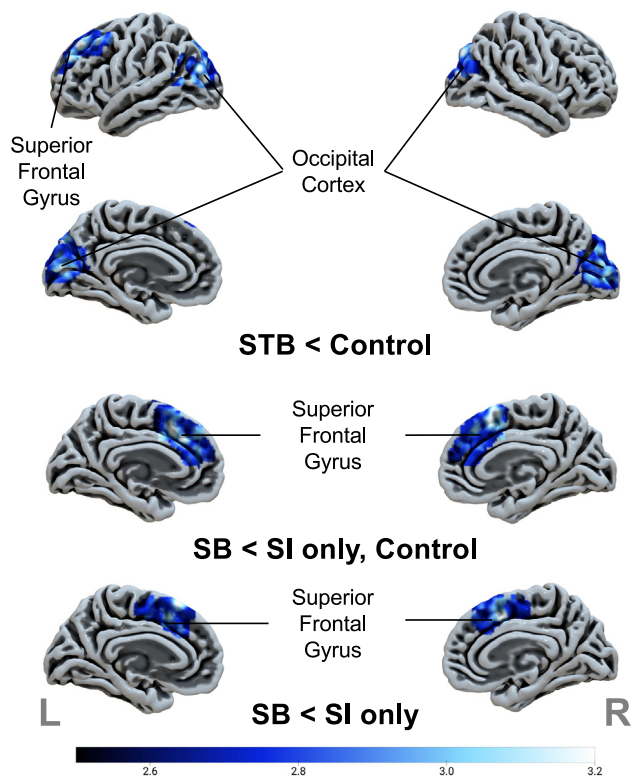 Superior
Frontal
Gyrus
Occipital
Cortex
STB < Control
Superior
Frontal
Gyrus
SB < SI only, Control
Superior
Frontal
Gyrus
L
R
SB < SI only
2.6 2.8 3.0 3.2